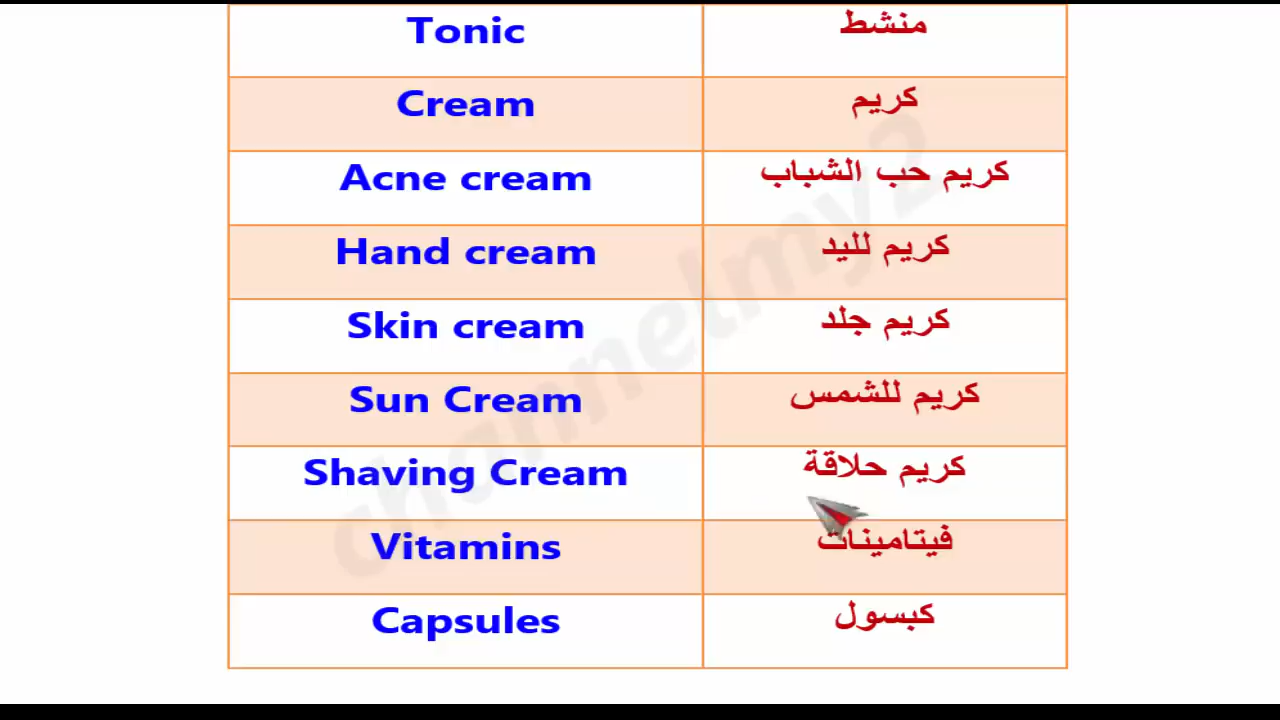 Tonic منشط
Cream كريم
Acne cream كريم حب الشباب
Hand cream كريم لليد
Skin cream كريم جلد
Sun Cream كريم للشمس
Shaving Cream كريم حلاقة
Vitamins فيتامينات
Capsules كبسول
channelmy2